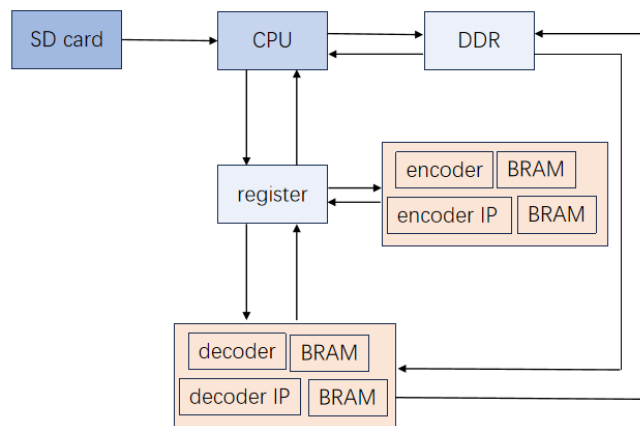 SD card
CPU
DDR
register
encoder
BRAM
encoder IP
BRAM
decoder
BRAM
decoder IP
BRAM